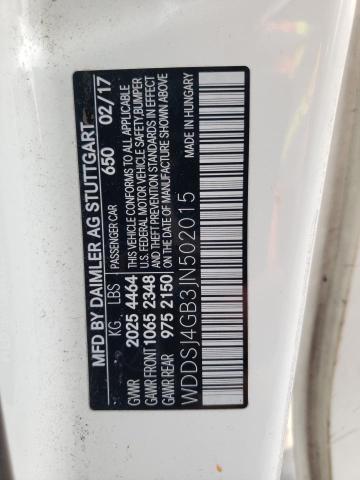 MFD BY DAIMLER AG STUTTGART
PASSENGER CAR 650 02/17
KG LBS
GVWR 2025 4464
GAWR FRONT 1065 2348
GAWR REAR 975 2150
THIS VEHICLE CONFORMS TO ALL APPLICABLE
U.S. FEDERAL MOTOR VEHICLE SAFETY, BUMPER
AND THEFT PREVENTION STANDARDS IN EFFECT
ON THE DATE OF MANUFACTURE SHOWN ABOVE
WDDSJ4GB3JN502015
MADE IN HUNGARY